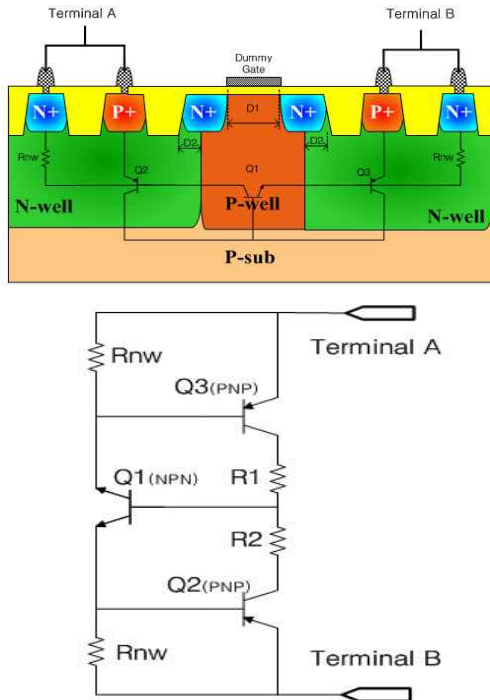 Terminal A
Terminal B
Dummy
Gate
N+
P+
N+
D1
N+
P+
N+
D2
D2
Rnw
Q2
Q1
Q3
Rnw
N-well
P-well
N-well
P-sub
Rnw
Terminal A
Q3(PNP)
Q1(NPN)
R1
R2
Q2(PNP)
Rnw
Terminal B